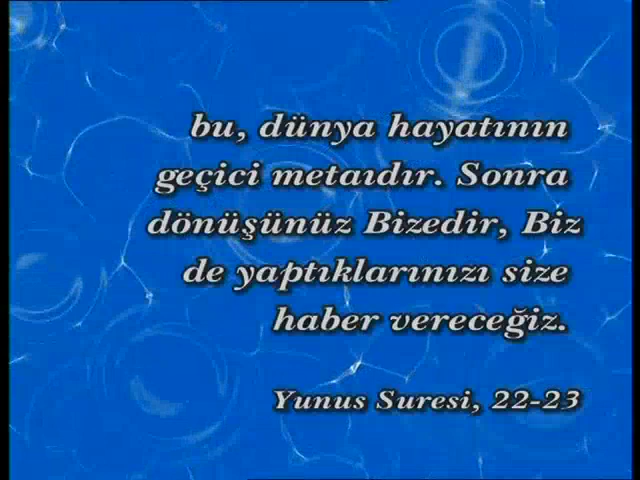 bu, dünya hayatının
geçici metaıdır. Sonra
dönüşünüz Bizedir, Biz
de yaptıklarınızı size
haber vereceğiz.
Yunus Suresi, 22-23